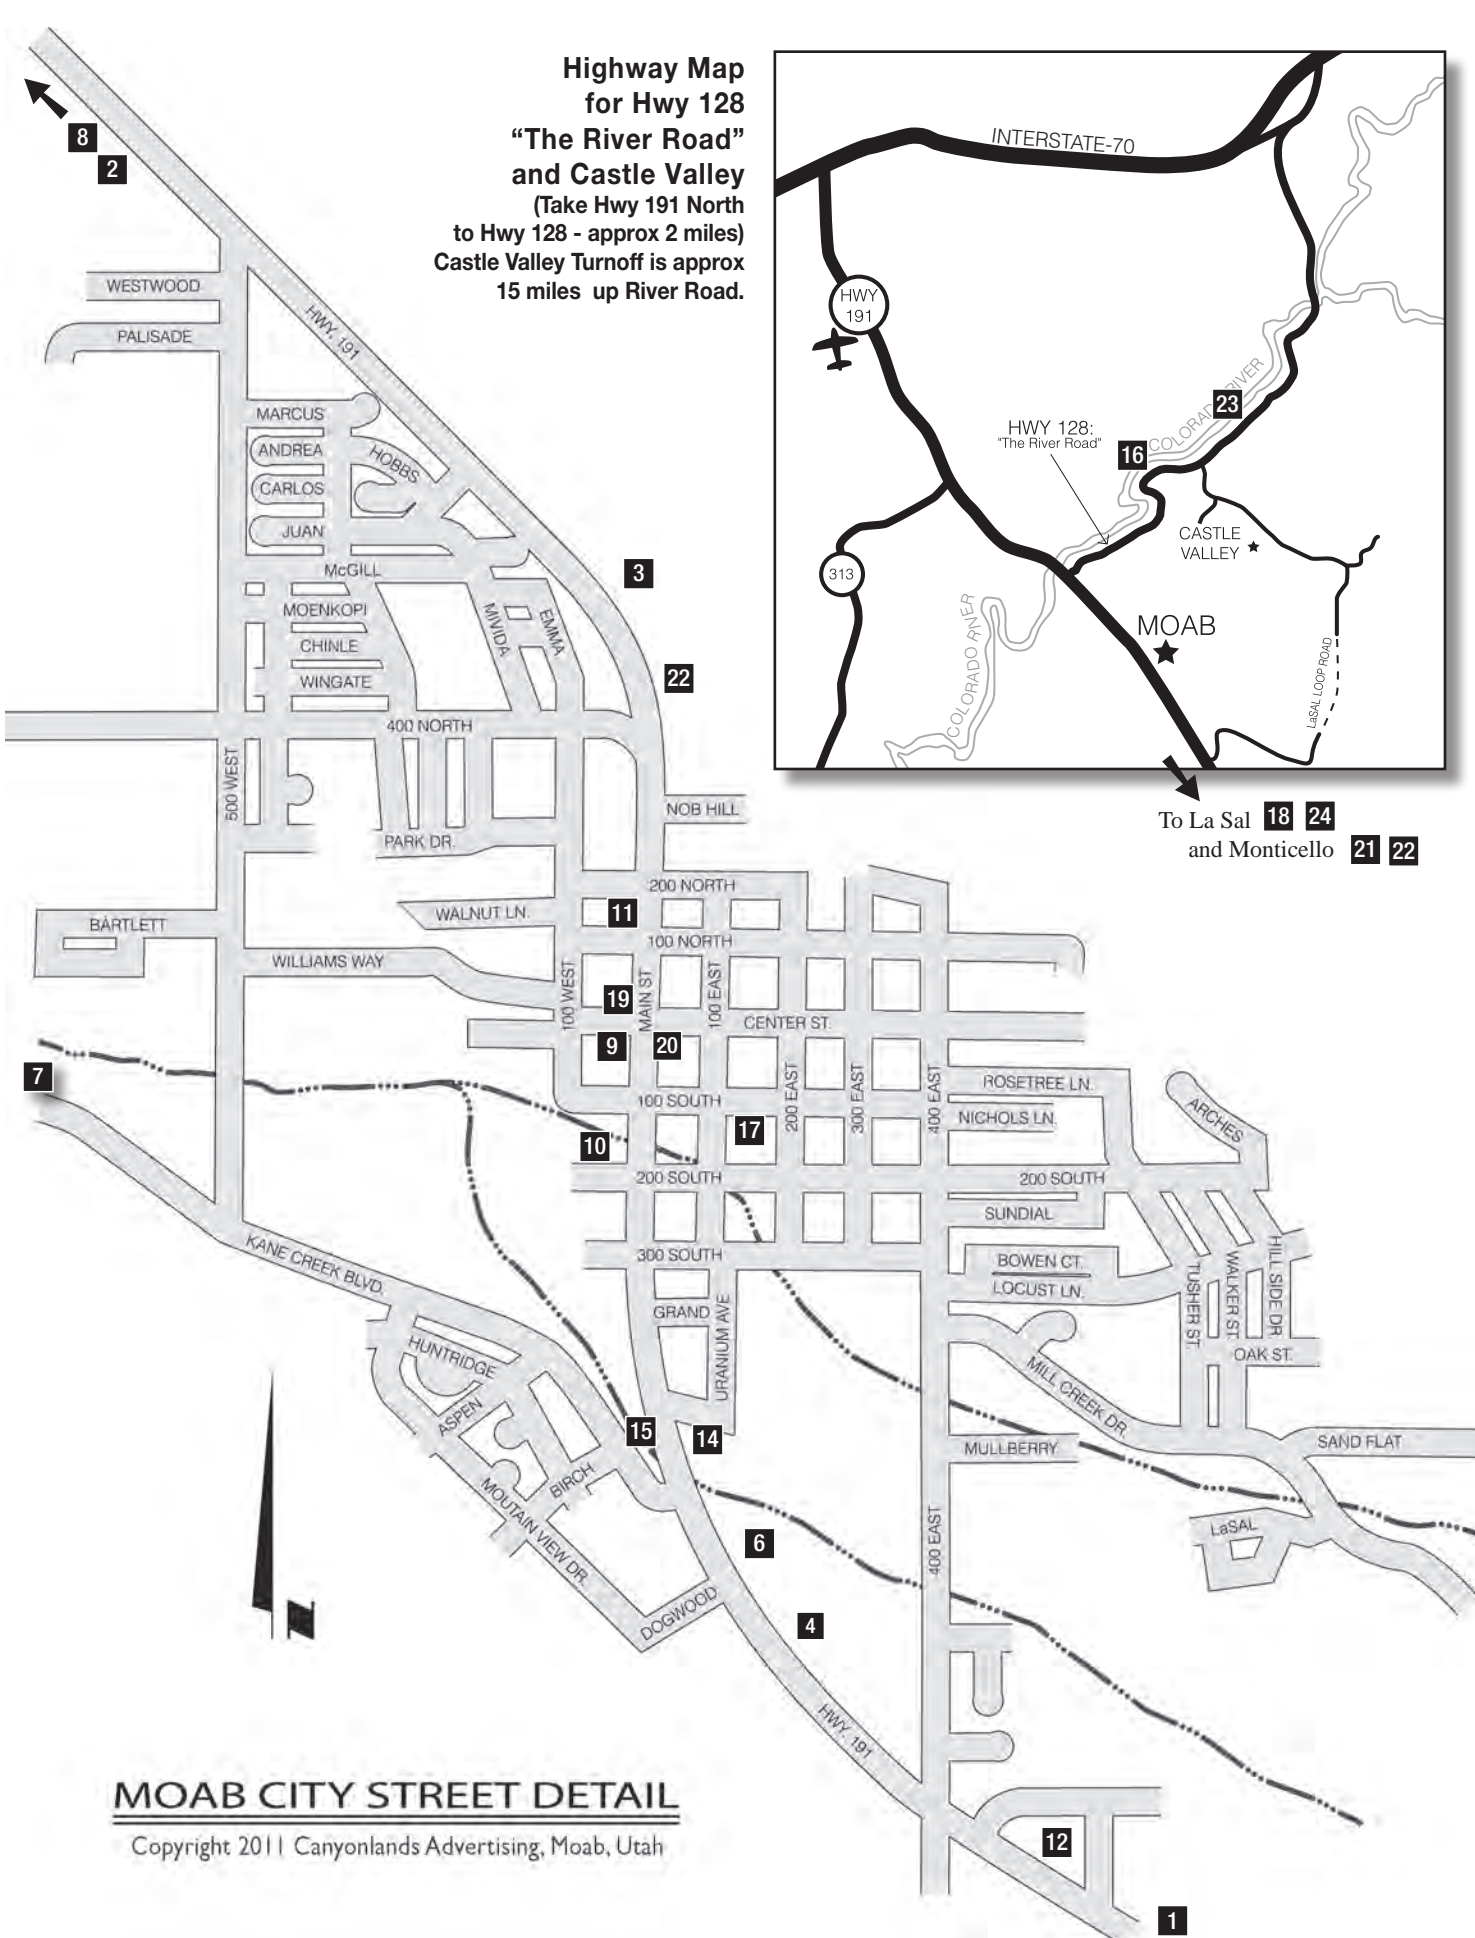 Highway Map
for Hwy 128
“The River Road”
and Castle Valley
(Take Hwy 191 North
to Hwy 128 - approx 2 miles)
Castle Valley Turnoff is approx
15 miles up River Road.
8
2
WESTWOOD
PALISADE
HWY. 191
MARCUS
ANDREA
HOBBS
CARLOS
JUAN
McGILL
3
MOENKOPI
MIVIDA
EMMA
CHINLE
WINGATE
22
400 NORTH
500 WEST
NOB HILL
PARK DR.
INTERSTATE-70
HWY
191
COLORADO RIVER
23
HWY 128:
"The River Road"
16
CASTLE
VALLEY
313
MOAB
COLORADO RNER
LaSAL LOOP ROAD
To La Sal 18 24
and Monticello 21 22
200 NORTH
WALNUT LN.
11
BARTLETT
100 NORTH
WILLIAMS WAY
100 WEST
19
MAIN ST
100 EAST
CENTER ST.
9
20
7
100 SOUTH
200 EAST
300 EAST
400 EAST
ROSETREE LN.
NICHOLS LN.
ARCHES
10
17
200 SOUTH
200 SOUTH
SUNDIAL
300 SOUTH
BOWEN CT.
LOCUST LN.
KANE CREEK BLVD.
TUSHER ST.
WALKER ST.
HILL SIDE DR.
GRAND
URANIUM AVE
HUNTRIDGE
OAK ST.
MILL CREEK DR.
ASPEN
15
14
MULLBERRY
SAND FLAT
BIRCH
MOUTAIN VIEW DR.
LaSAL
6
400 EAST
DOGWOOD
4
HWY. 191
12
1
MOAB CITY STREET DETAIL
Copyright 2011 Canyonlands Advertising, Moab, Utah